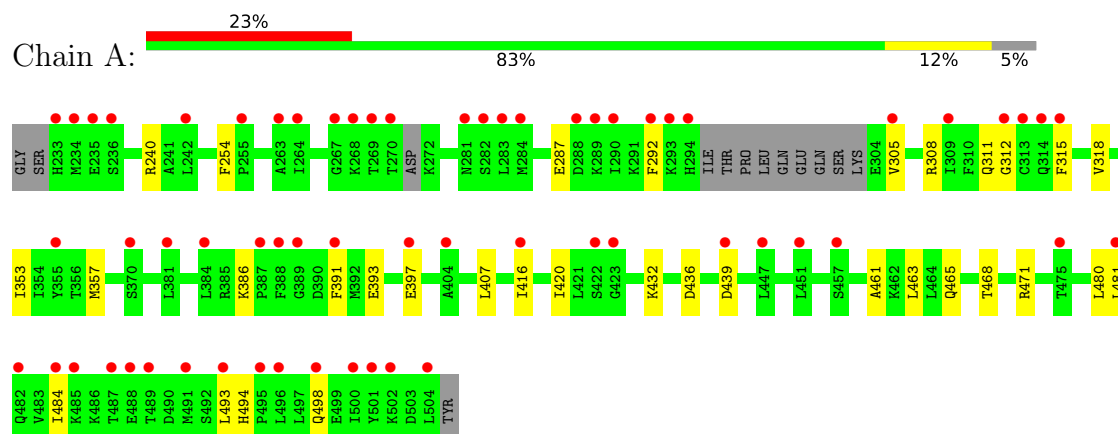 23%
Chain A:
83% 12% 5%
GLY SER H233 M234 E235 S236 R240 A241 L242 F254 P255 A263 I264 G267 K268 T269 T270 ASP K272 N281 S282 L283 M284 E287 D288 K289 I290 K291 F292 K293 H294 ILE THR PRO LEU GLN GLU GLN SER LYS E304 V305 R308 I309 F310 Q311 G312 C313 Q314 F315 V318
I353 I354 Y355 T356 M357 S370 L381 L384 R385 K386 P387 F388 G389 D390 F391 M392 E393 E397 A404 L407 I416 I420 L421 S422 G423 K432 D436 D439 L447 L451 S457 A461 K462 L463 L464 Q465 T468 R471 T475 L480 L481
Q482 V483 I484 K485 K486 T487 E488 T489 D490 M491 S492 L493 H494 P495 L496 L497 Q498 E499 I500 Y501 K502 D503 L504 TYR